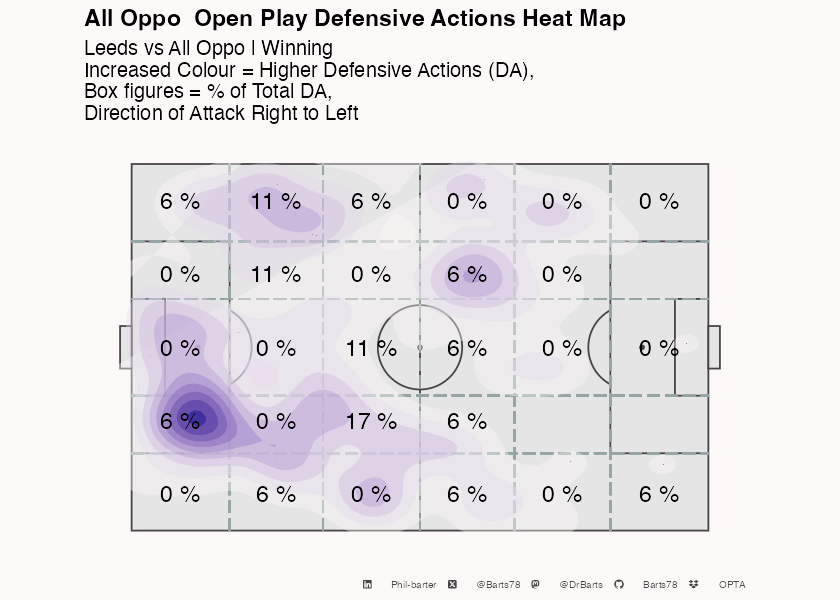 All Oppo  Open Play Defensive Actions Heat Map
Leeds vs All Oppo | Winning
Increased Colour = Higher Defensive Actions (DA),
Box figures = % of Total DA,
Direction of Attack Right to Left
6 % 11 % 6 % 0 % 0 % 0 %
0 % 11 % 0 % 6 % 0 %
0 % 0 % 11 % 6 % 0 % 0 %
6 % 0 % 17 % 6 %
0 % 6 % 0 % 6 % 0 % 6 %
Phil-barter @Barts78 @DrBarts Barts78 OPTA